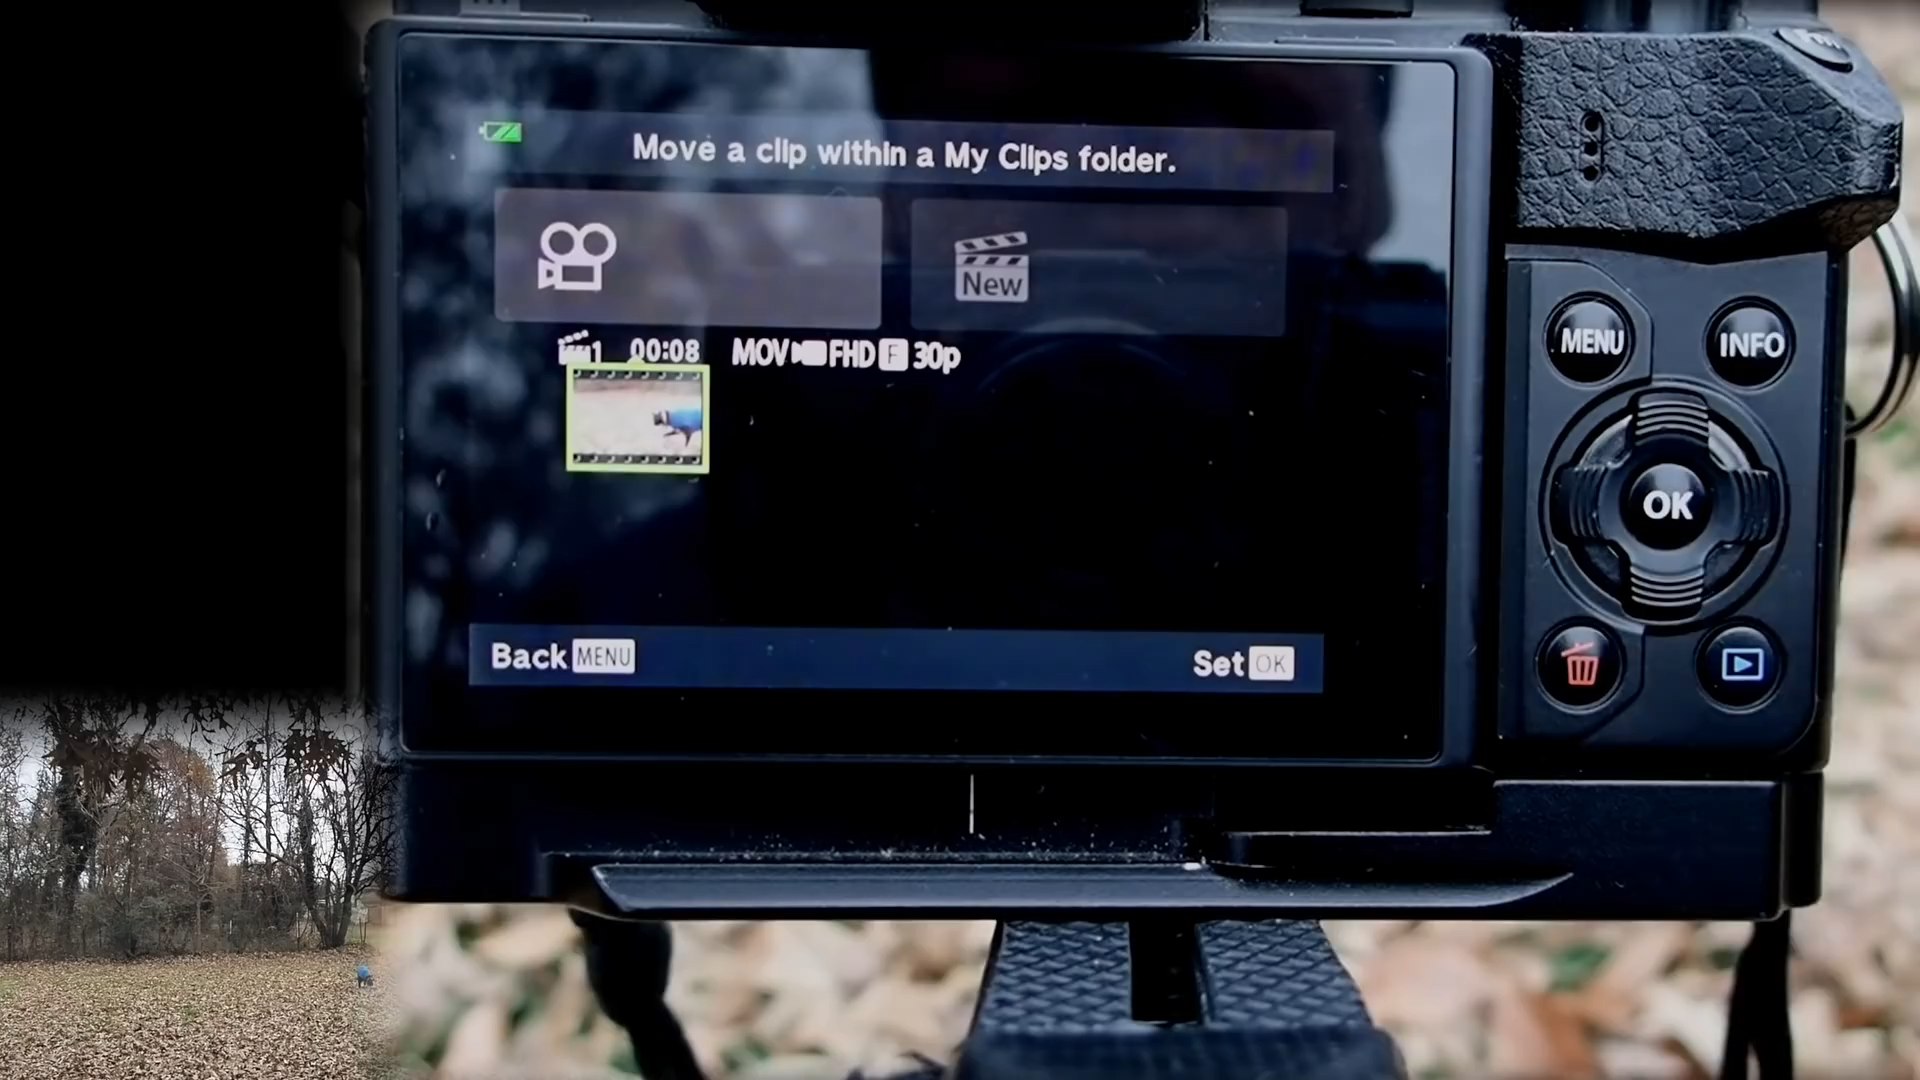 Move a clip within a My Clips folder.
New
1 00:08 MOV FHD F 30p
Back MENU
Set OK
MENU
INFO
OK